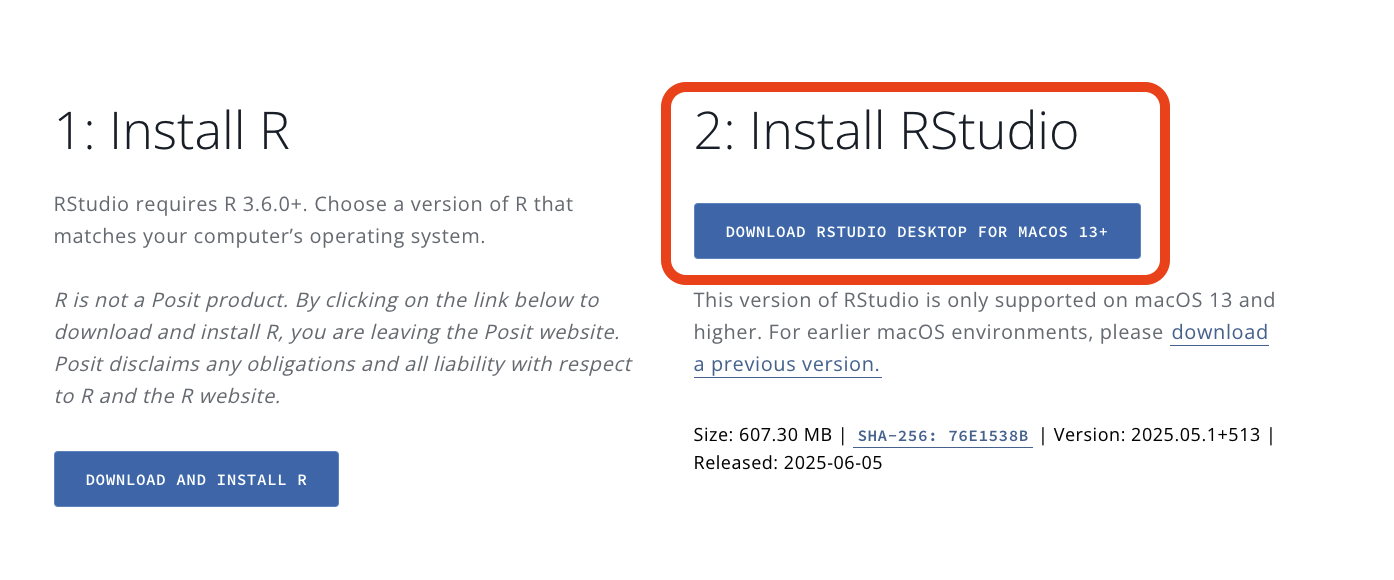 1: Install R
RStudio requires R 3.6.0+. Choose a version of R that
matches your computer’s operating system.
R is not a Posit product. By clicking on the link below to
download and install R, you are leaving the Posit website.
Posit disclaims any obligations and all liability with respect
to R and the R website.
DOWNLOAD AND INSTALL R
2: Install RStudio
DOWNLOAD RSTUDIO DESKTOP FOR MACOS 13+
This version of RStudio is only supported on macOS 13 and
higher. For earlier macOS environments, please download
a previous version.
Size: 607.30 MB | SHA-256: 76E1538B | Version: 2025.05.1+513 |
Released: 2025-06-05